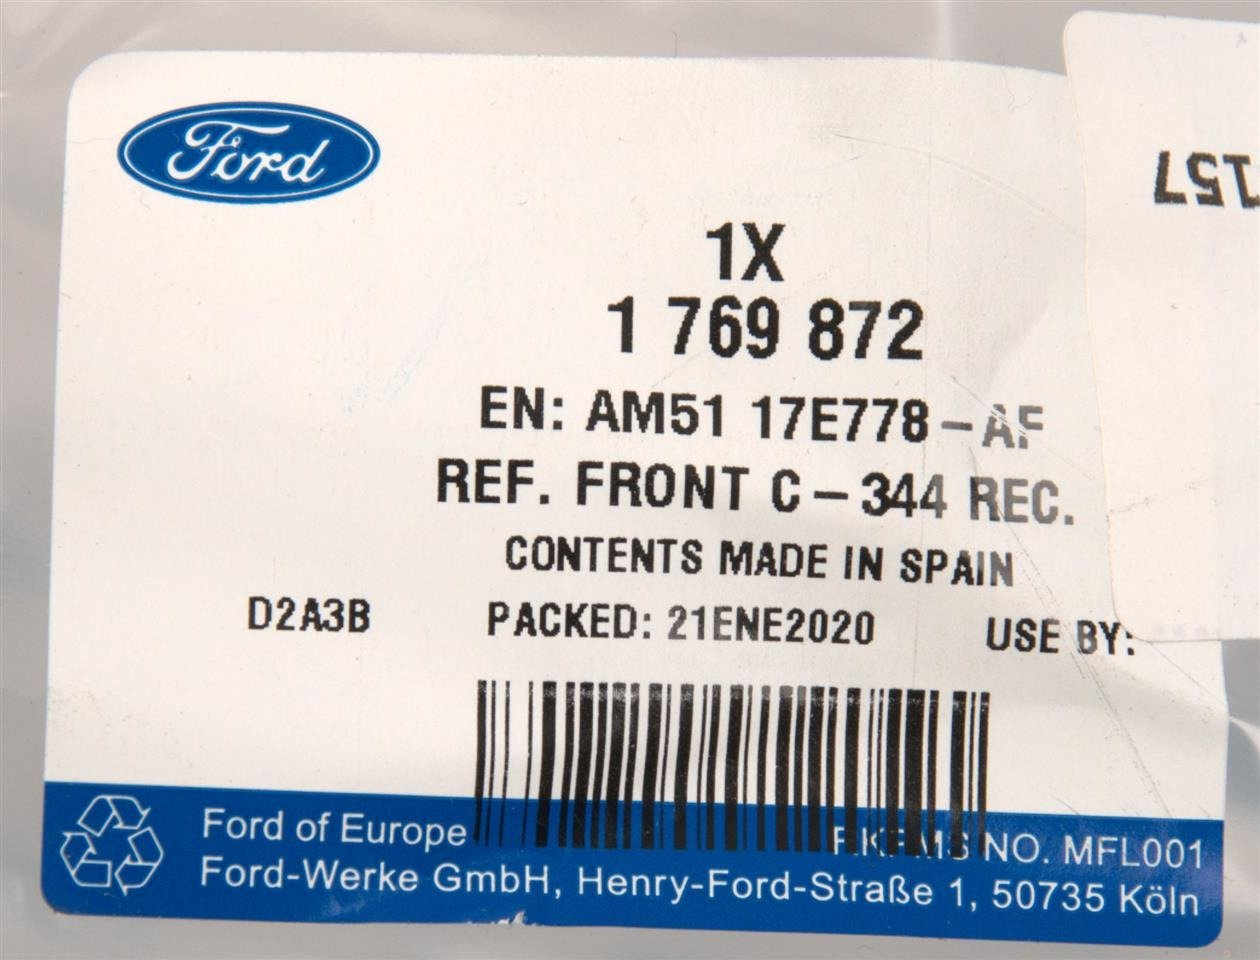 Ford
1X
1 769 872
EN: AM51 17E778-AF
REF. FRONT C-344 REC.
CONTENTS MADE IN SPAIN
D2A3B PACKED: 21ENE2020 USE BY:
Ford of Europe NO. MFL001
Ford-Werke GmbH, Henry-Ford-Straße 1, 50735 Köln
157